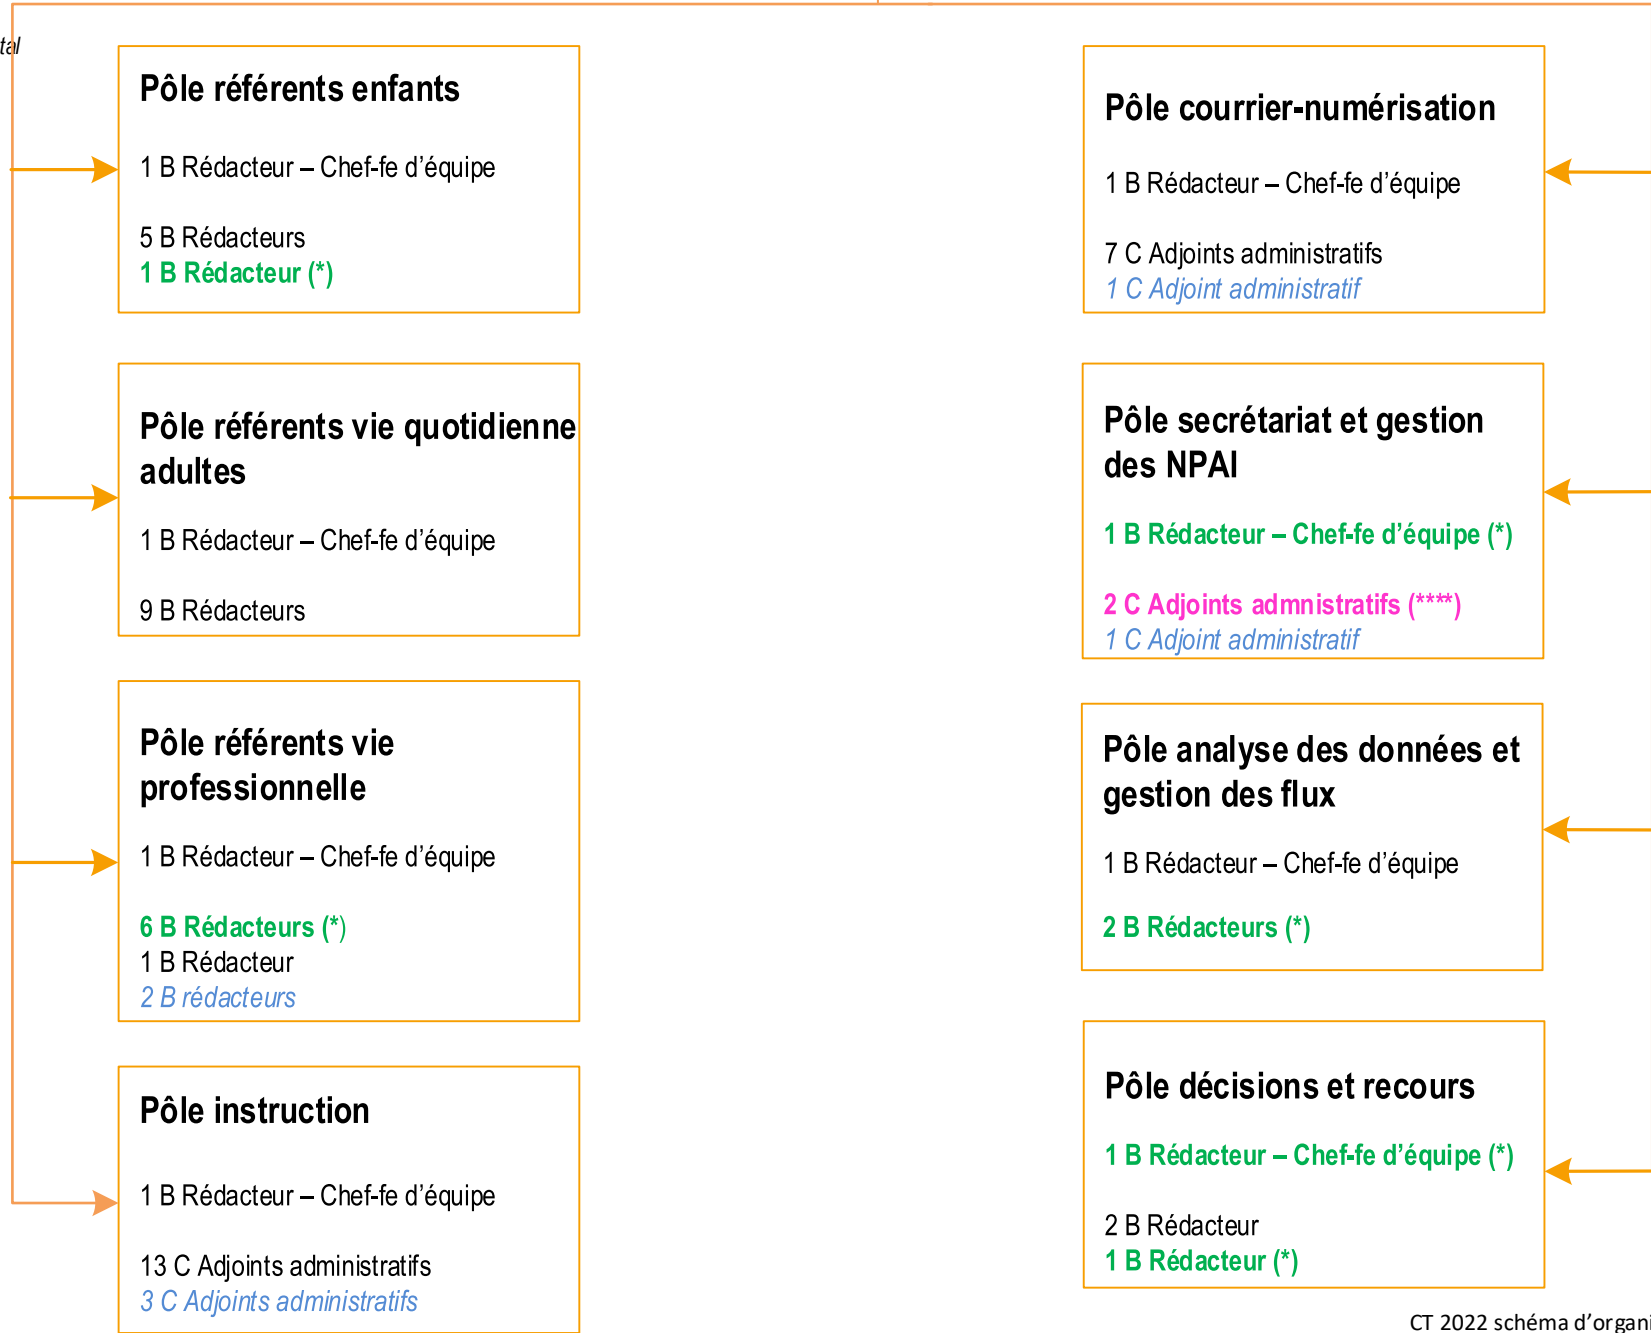 tal
Pôle référents enfants
1 B Rédacteur – Chef-fe d’équipe
5 B Rédacteurs
1 B Rédacteur (*)
Pôle référents vie quotidienne
adultes
1 B Rédacteur – Chef-fe d’équipe
9 B Rédacteurs
Pôle référents vie
professionnelle
1 B Rédacteur – Chef-fe d’équipe
6 B Rédacteurs (*)
1 B Rédacteur
2 B rédacteurs
Pôle instruction
1 B Rédacteur – Chef-fe d’équipe
13 C Adjoints administratifs
3 C Adjoints administratifs
Pôle courrier-numérisation
1 B Rédacteur – Chef-fe d’équipe
7 C Adjoints administratifs
1 C Adjoint administratif
Pôle secrétariat et gestion
des NPAI
1 B Rédacteur – Chef-fe d’équipe (*)
2 C Adjoints admnistratifs (****)
1 C Adjoint administratif
Pôle analyse des données et
gestion des flux
1 B Rédacteur – Chef-fe d’équipe
2 B Rédacteurs (*)
Pôle décisions et recours
1 B Rédacteur – Chef-fe d’équipe (*)
2 B Rédacteur
1 B Rédacteur (*)
CT 2022 schéma d’organi